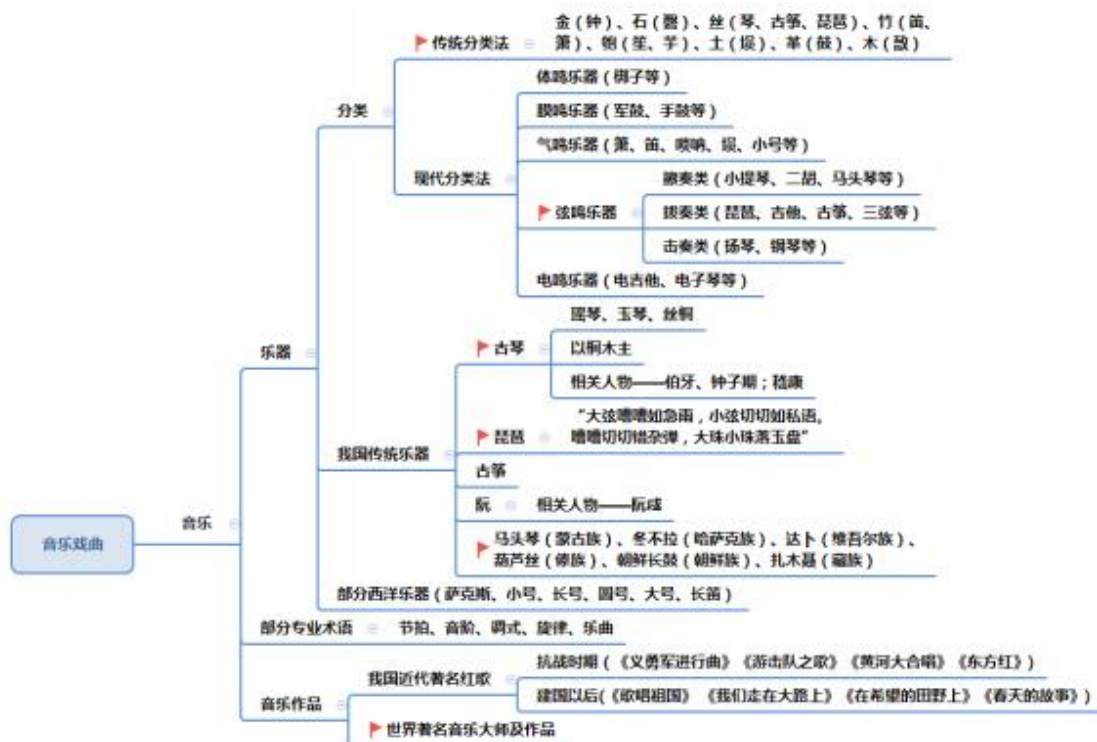 金（钟）、石（磬）、丝（琴、古筝、琵琶）、竹（笛、
箫）、匏（笙、竽）、土（埙）、革（鼓）、木（敔）
传统分类法
体鸣乐器（梆子等）
膜鸣乐器（军鼓、手鼓等）
分类
气鸣乐器（箫、笛、唢呐、埙、小号等）
现代分类法
擦奏类（小提琴、二胡、马头琴等）
弦鸣乐器
拨奏类（琵琶、吉他、古筝、三弦等）
击奏类（扬琴、钢琴等）
电鸣乐器（电吉他、电子琴等）
瑶琴、玉琴、丝桐
乐器
古琴
以桐木主
相关人物——伯牙、钟子期；嵇康
“大弦嘈嘈如急雨，小弦切切如私语。
琵琶
嘈嘈切切错杂弹，大珠小珠落玉盘”
我国传统乐器
古筝
阮
相关人物——阮咸
音乐
音乐戏曲
马头琴（蒙古族）、冬不拉（哈萨克族）、达卜（维吾尔族）、
葫芦丝（傣族）、朝鲜长鼓（朝鲜族）、扎木聂（藏族）
部分西洋乐器（萨克斯、小号、长号、圆号、大号、长笛）
部分专业术语
节拍、音阶、调式、旋律、乐曲
抗战时期（《义勇军进行曲》《游击队之歌》《黄河大合唱》《东方红》）
我国近代著名红歌
建国以后(《歌唱祖国》 《我们走在大路上》《在希望的田野上》《春天的故事》)
音乐作品
世界著名音乐大师及作品